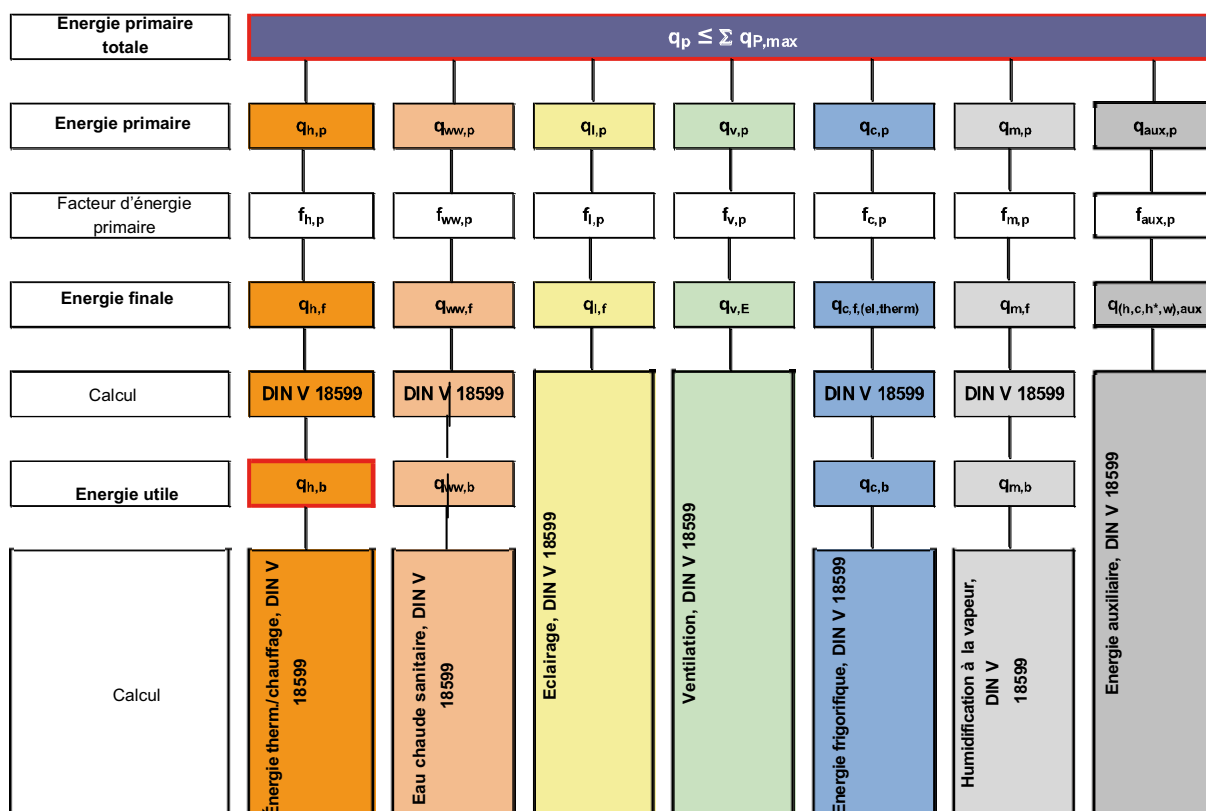 Energie primaire
totale
qp ≤ Σ qP,max
Energie primaire
qh,p
qww,p
ql,p
qv,p
qc,p
qm,p
qaux,p
Facteur d'énergie
primaire
fh,p
fww,p
fl,p
fv,p
fc,p
fm,p
faux,p
Energie finale
qh,f
qww,f
ql,f
qv,E
qc,f,(el,therm)
qm,f
q(h,c,h*,w),aux
Calcul
DIN V 18599
DIN V 18599
DIN V 18599
DIN V 18599
Energie utile
qh,b
qww,b
qc,b
qm,b
Calcul
Énergie therm./chauffage, DIN V
18599
Eau chaude sanitaire, DIN V
18599
Eclairage, DIN V 18599
Ventilation, DIN V 18599
Energie frigorifique, DIN V 18599
Humidification à la vapeur,
DIN V
18599
Energie auxiliaire, DIN V 18599